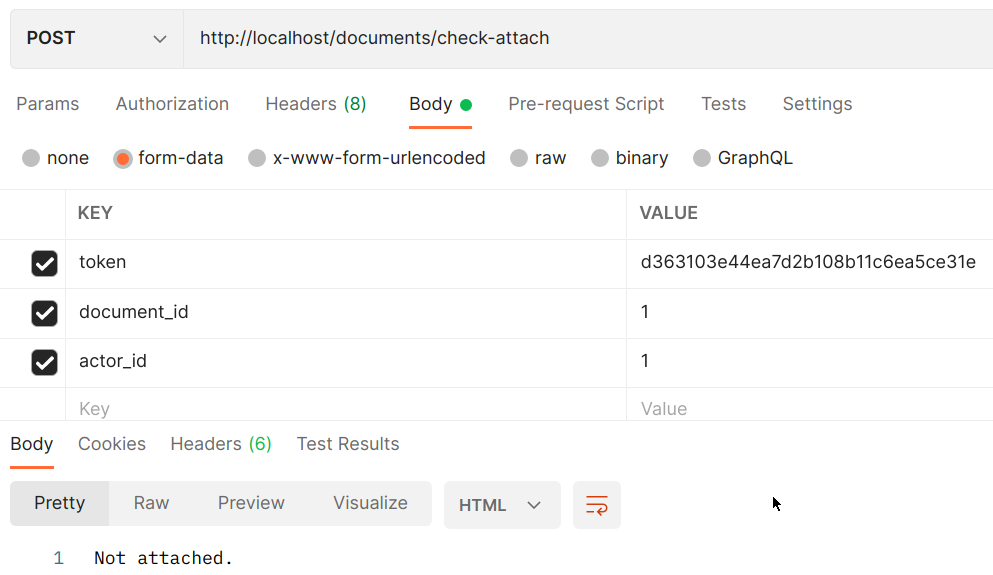 POST http://localhost/documents/check-attach
Params Authorization Headers (8) Body Pre-request Script Tests Settings
none form-data x-www-form-urlencoded raw binary GraphQL
KEY VALUE
token d363103e44ea7d2b108b11c6ea5ce31e
document_id 1
actor_id 1
Key Value
Body Cookies Headers (6) Test Results
Pretty Raw Preview Visualize HTML
1 Not attached.